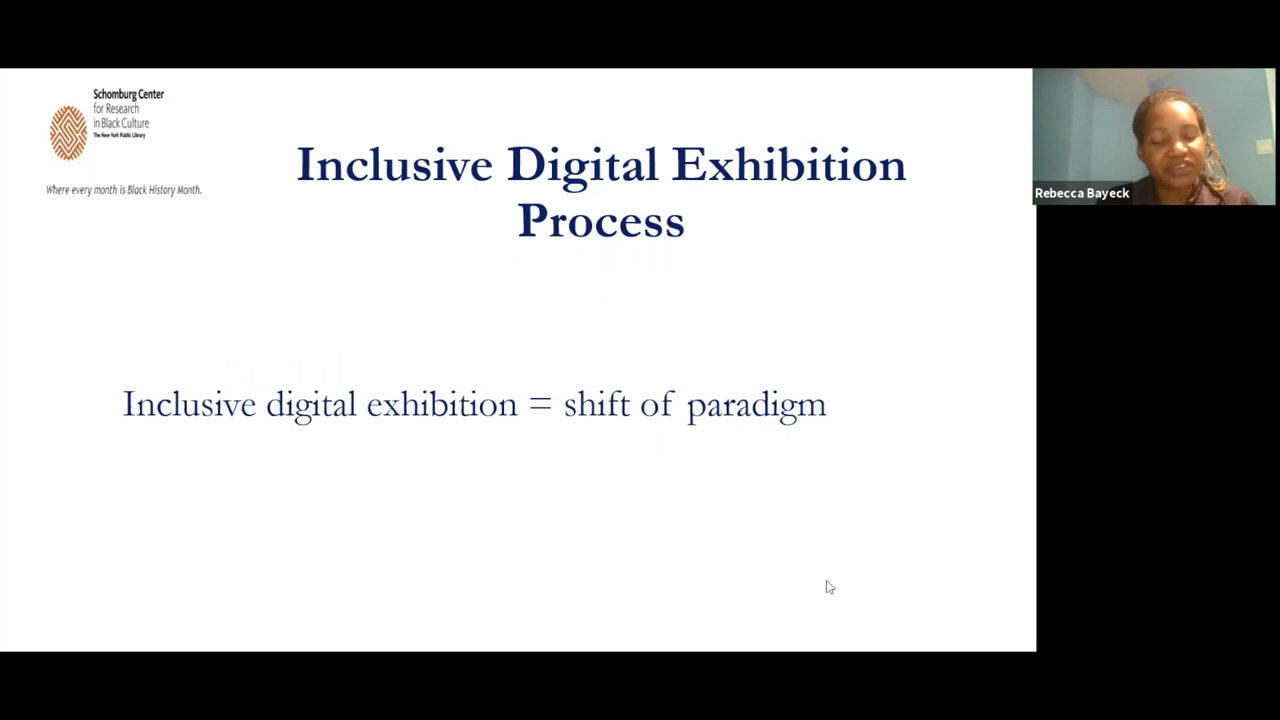 Schomburg Center
for Research
in Black Culture
The New York Public Library
Where every month is Black History Month.
Inclusive Digital Exhibition
Process
Rebecca Bayeck
Inclusive digital exhibition = shift of paradigm